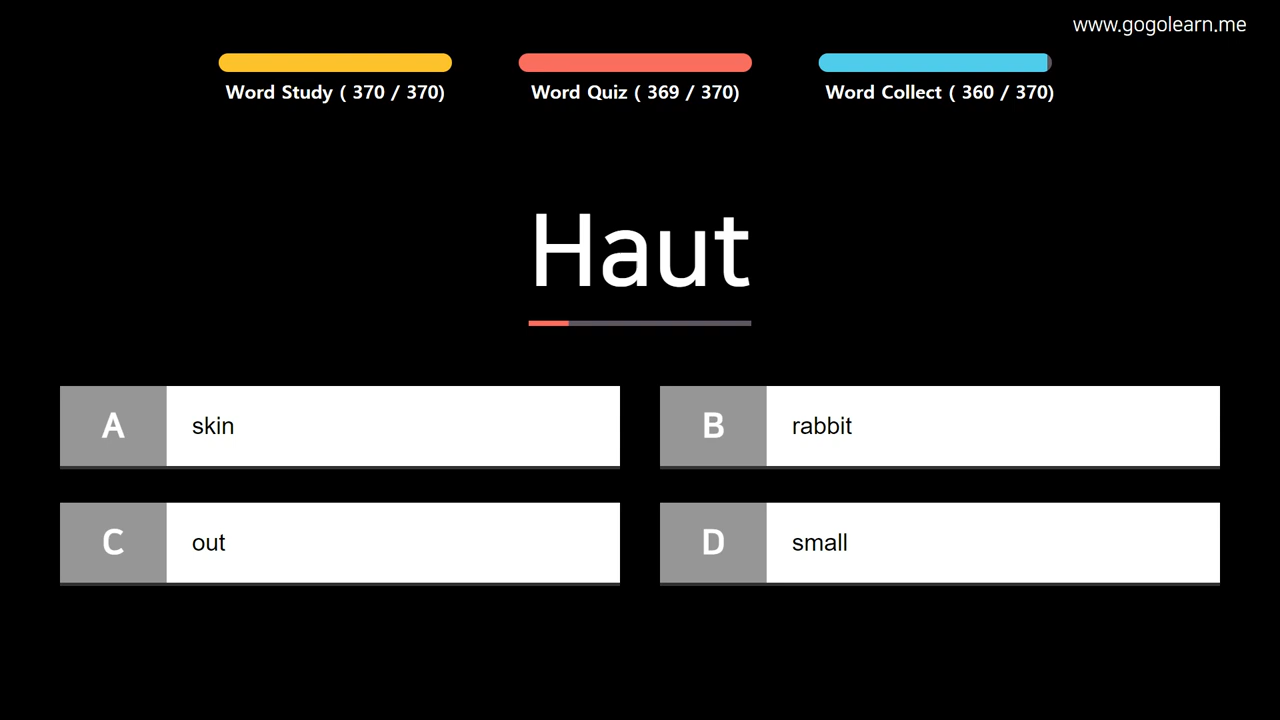 www.gogolearn.me
Word Study ( 370 / 370)
Word Quiz ( 369 / 370)
Word Collect ( 360 / 370)
Haut
A skin
B rabbit
C out
D small